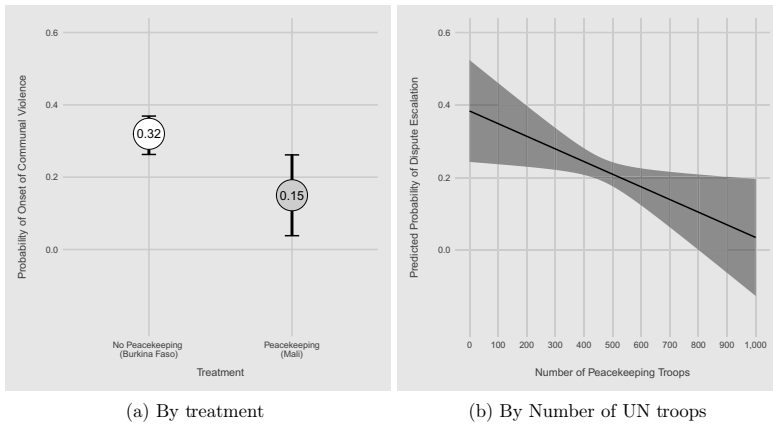 Probability of Onset of Communal Violence
0.6
0.4
0.2
0.0
0.32
0.15
No Peacekeeping
(Burkina Faso)
Peacekeeping
(Mali)
Treatment
(a) By treatment
Predicted Probability of Dispute Escalation
0.6
0.4
0.2
0.0
0 100 200 300 400 500 600 700 800 900 1,000
Number of Peacekeeping Troops
(b) By Number of UN troops